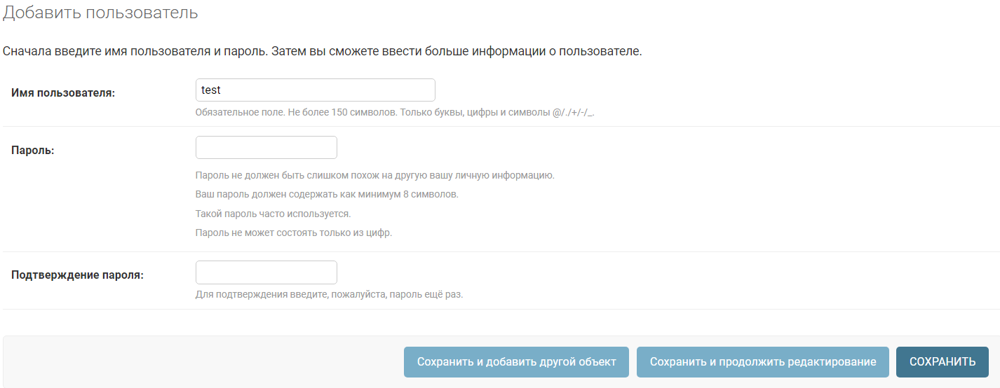 Добавить пользователь
Сначала введите имя пользователя и пароль. Затем вы сможете ввести больше информации о пользователе.
Имя пользователя:
test
Обязательное поле. Не более 150 символов. Только буквы, цифры и символы @/./+/-/_.
Пароль:
Пароль не должен быть слишком похож на другую вашу личную информацию.
Ваш пароль должен содержать как минимум 8 символов.
Такой пароль часто используется.
Пароль не может состоять только из цифр.
Подтверждение пароля:
Для подтверждения введите, пожалуйста, пароль ещё раз.
Сохранить и добавить другой объект
Сохранить и продолжить редактирование
СОХРАНИТЬ